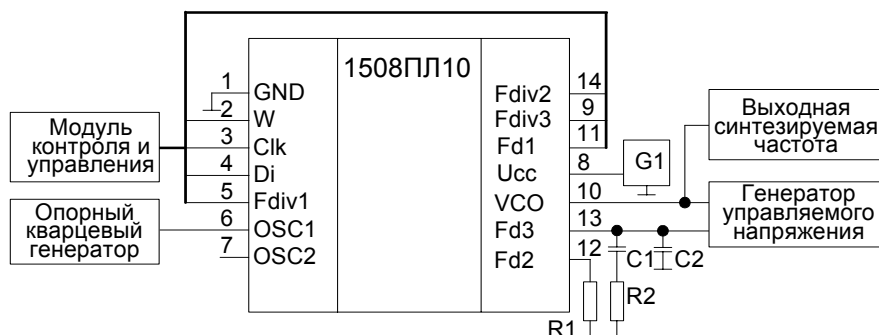 1508ПЛ10
1
GND
2
W
3
Clk
4
Di
5
Fdiv1
6
OSC1
7
OSC2
Fdiv2
14
Fdiv3
9
Fd1
11
Ucc
8
VCO
10
Fd3
13
Fd2
12
Модуль
контроля и
управления
Опорный
кварцевый
генератор
G1
Выходная
синтезируемая
частота
Генератор
управляемого
напряжения
C1
C2
R2
R1